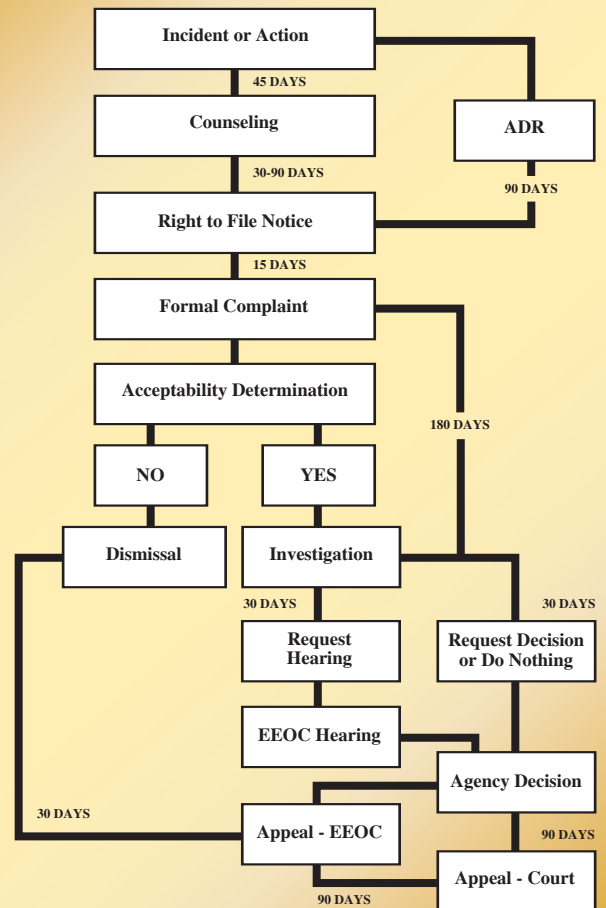 Incident or Action
45 DAYS
Counseling
ADR
30-90 DAYS
90 DAYS
Right to File Notice
15 DAYS
Formal Complaint
Acceptability Determination
180 DAYS
NO
YES
Dismissal
Investigation
30 DAYS
30 DAYS
Request
Hearing
Request Decision
or Do Nothing
EEOC Hearing
Agency Decision
30 DAYS
Appeal - EEOC
90 DAYS
Appeal - Court
90 DAYS